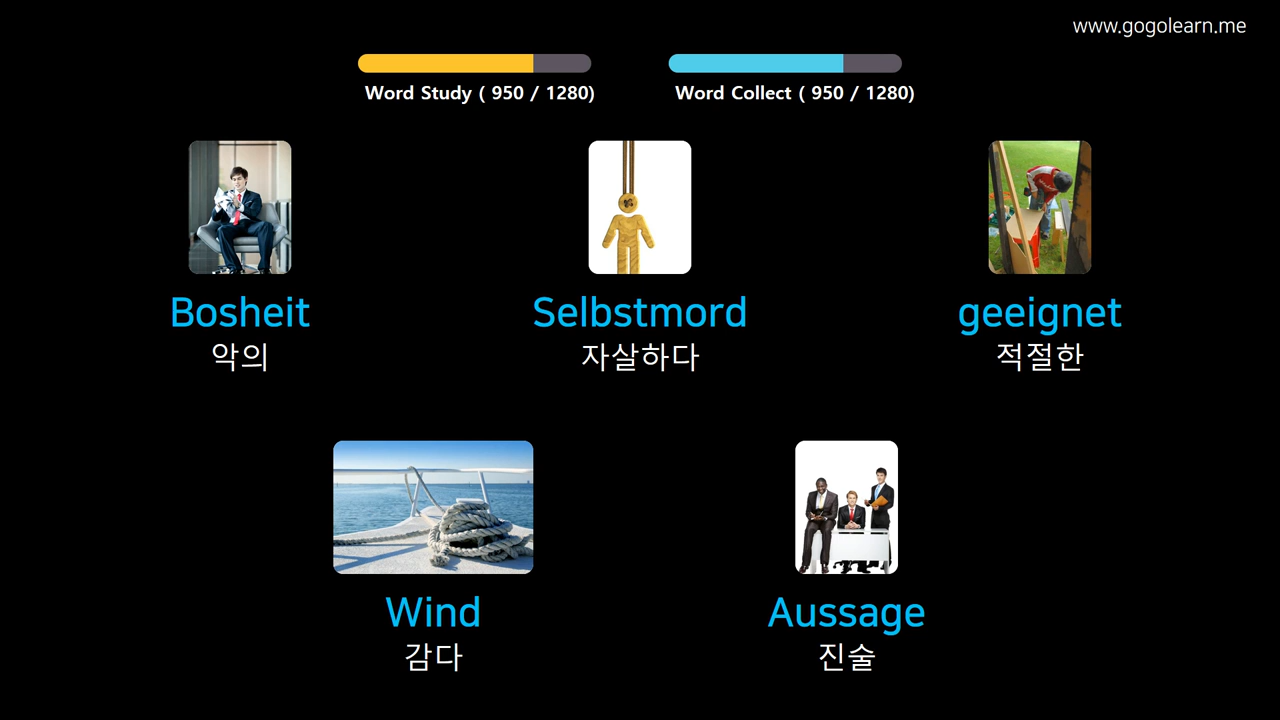 www.gogolearn.me
Word Study ( 950 / 1280)
Word Collect ( 950 / 1280)
Bosheit
악의
Selbstmord
자살하다
geeignet
적절한
Wind
감다
Aussage
진술